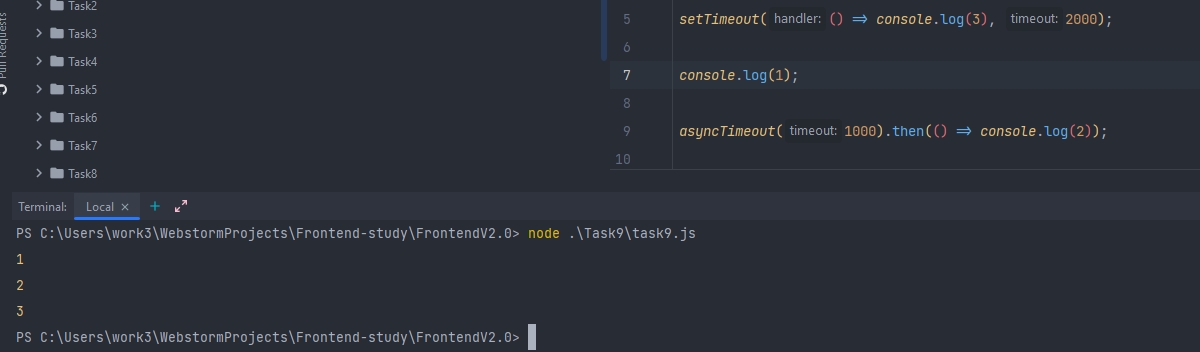 Pull Requests
Task2
Task3
Task4
Task5
Task6
Task7
Task8
5 setTimeout( handler: () => console.log(3), timeout: 2000);
6
7 console.log(1);
8
9 asyncTimeout( timeout: 1000).then(() => console.log(2));
10
Terminal: Local × +
PS C:\Users\work3\WebstormProjects\Frontend-study\FrontendV2.0> node .\Task9\task9.js
1
2
3
PS C:\Users\work3\WebstormProjects\Frontend-study\FrontendV2.0>